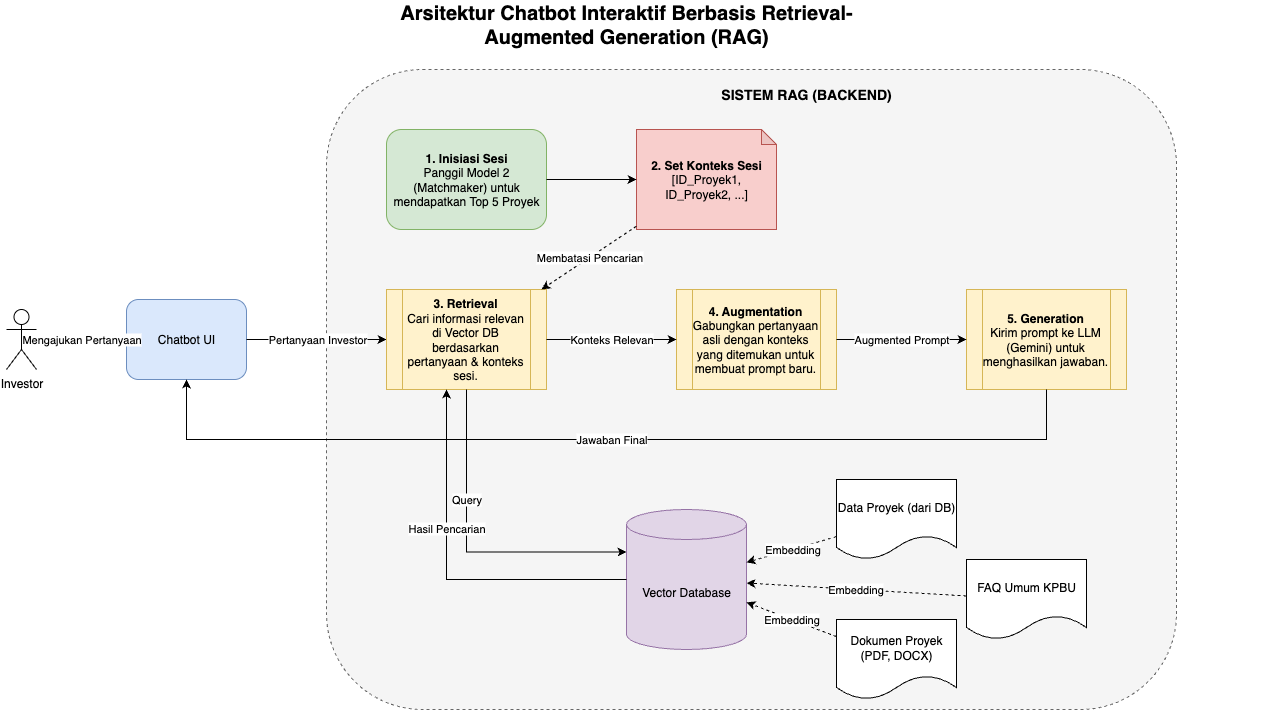 Arsitektur Chatbot Interaktif Berbasis Retrieval-
Augmented Generation (RAG)
SISTEM RAG (BACKEND)
1. Inisiasi Sesi
Panggil Model 2
(Matchmaker) untuk
mendapatkan Top 5 Proyek
2. Set Konteks Sesi
[ID_Proyek1,
ID_Proyek2, ...]
Membatasi Pencarian
Investor
Mengajukan Pertanyaan
Chatbot UI
Pertanyaan Investor
3. Retrieval
Cari informasi relevan
di Vector DB
berdasarkan
pertanyaan & konteks
sesi.
Konteks Relevan
4. Augmentation
Gabungkan pertanyaan
asli dengan konteks
yang ditemukan untuk
membuat prompt baru.
Augmented Prompt
5. Generation
Kirim prompt ke LLM
(Gemini) untuk
menghasilkan jawaban.
Jawaban Final
Query
Hasil Pencarian
Vector Database
Embedding
Data Proyek (dari DB)
Embedding
FAQ Umum KPBU
Embedding
Dokumen Proyek
(PDF, DOCX)